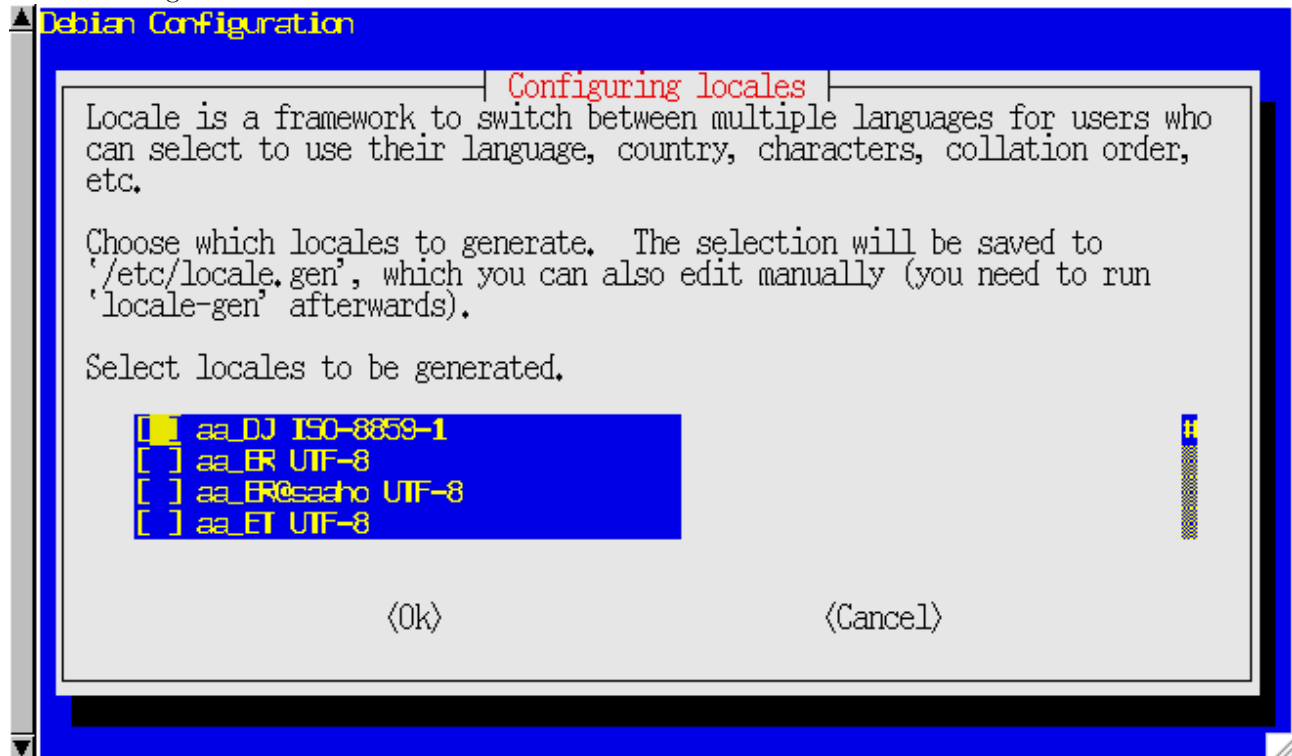 Debian Configuration
Configuring locales
Locale is a framework to switch between multiple languages for users who
can select to use their language, country, characters, collation order,
etc.
Choose which locales to generate.  The selection will be saved to
'/etc/locale.gen', which you can also edit manually (you need to run
'locale-gen' afterwards).
Select locales to be generated.
[ ] aa_DJ ISO-8859-1
[ ] aa_ER UTF-8
[ ] aa_ER@saaho UTF-8
[ ] aa_ET UTF-8
<Ok> <Cancel>